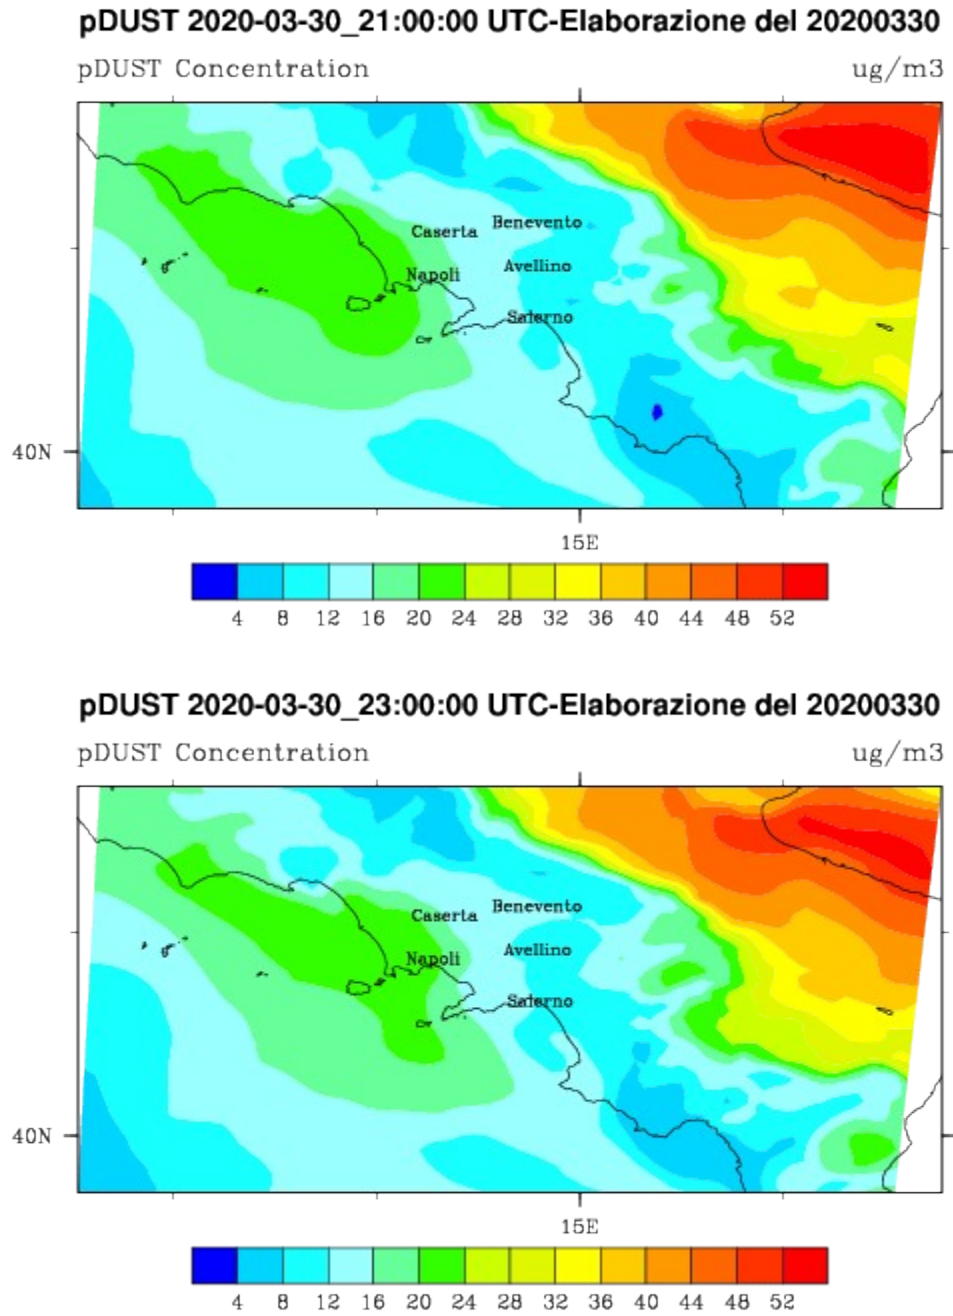 pDUST 2020-03-30_21:00:00 UTC-Elaborazione del 20200330
pDUST Concentration ug/m3
Caserta Benevento
Napoli Avellino
Salerno
40N
15E
4 8 12 16 20 24 28 32 36 40 44 48 52
pDUST 2020-03-30_23:00:00 UTC-Elaborazione del 20200330
pDUST Concentration ug/m3
Caserta Benevento
Napoli Avellino
Salerno
40N
15E
4 8 12 16 20 24 28 32 36 40 44 48 52